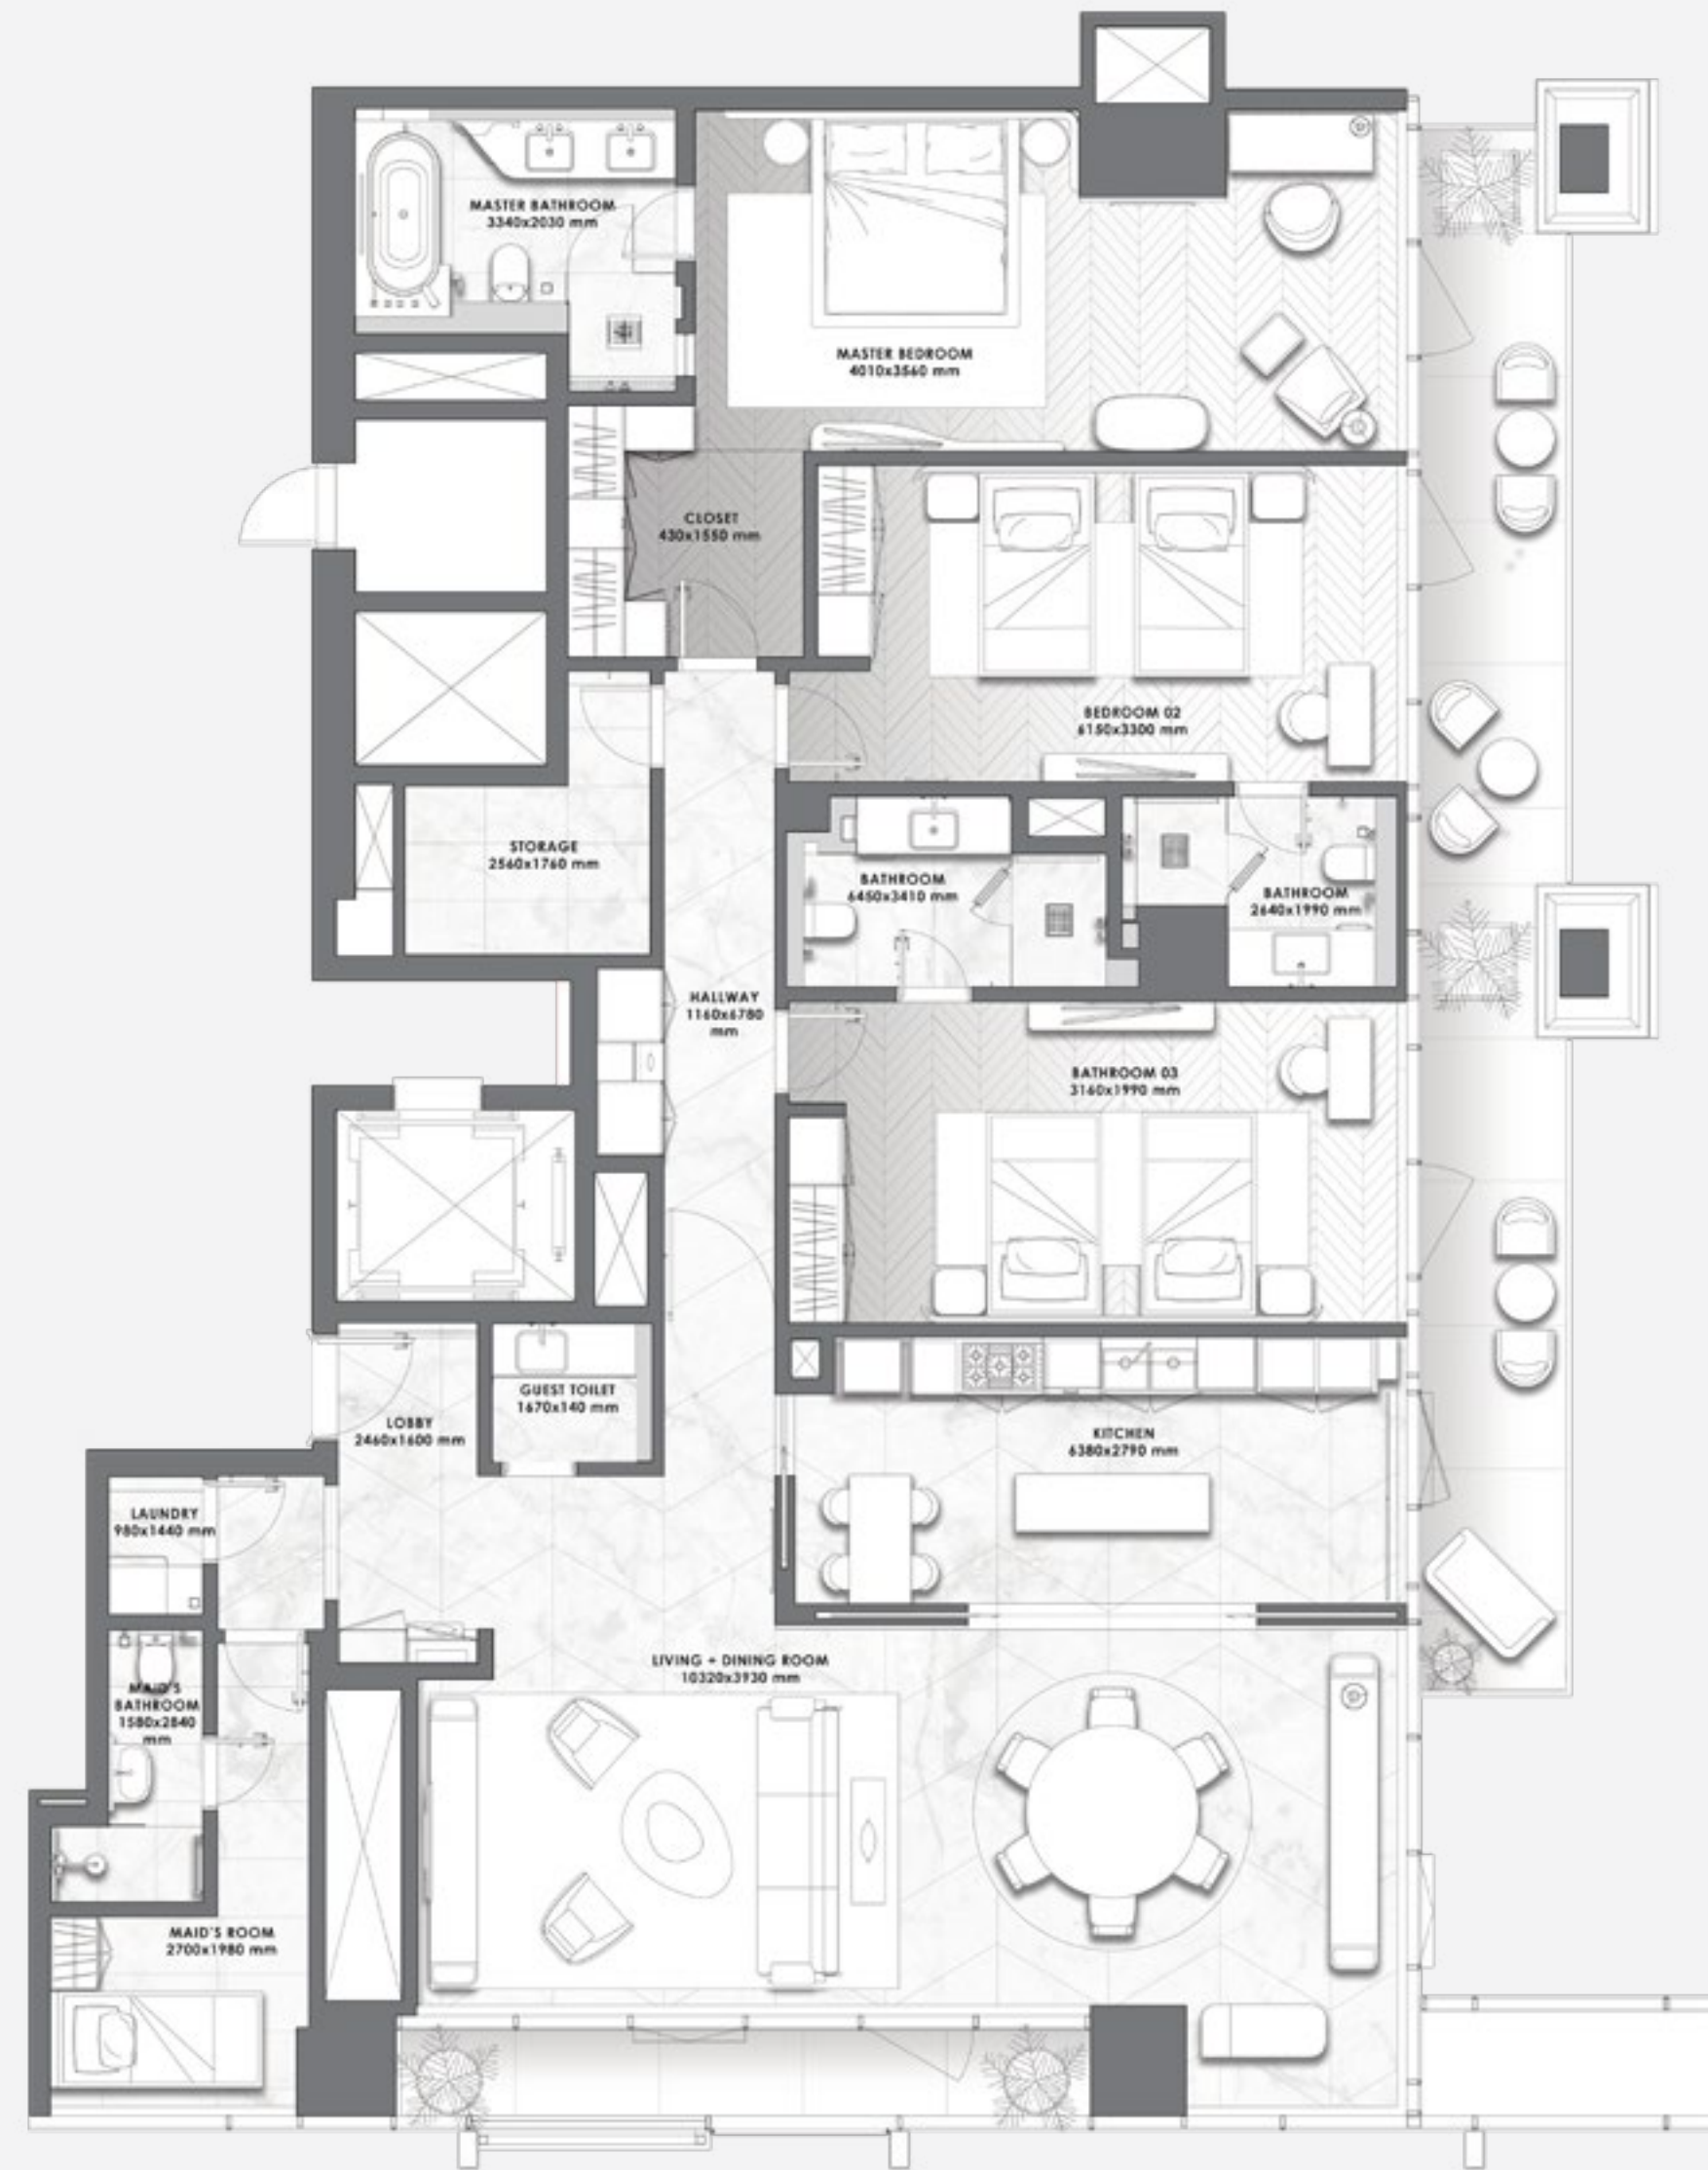 MASTER BATHROOM
3340x2030 mm
MASTER BEDROOM
4010x3560 mm
CLOSET
430x1550 mm
BEDROOM 02
6150x3300 mm
STORAGE
2560x1760 mm
BATHROOM
6450x3410 mm
BATHROOM
2640x1990 mm
HALLWAY
1160x6780
mm
BATHROOM 03
3160x1990 mm
GUEST TOILET
1670x140 mm
LOBBY
2460x1600 mm
KITCHEN
6380x2790 mm
LAUNDRY
980x1440 mm
LIVING + DINING ROOM
10320x3930 mm
MAID'S
BATHROOM
1580x2840
mm
MAID'S ROOM
2700x1980 mm